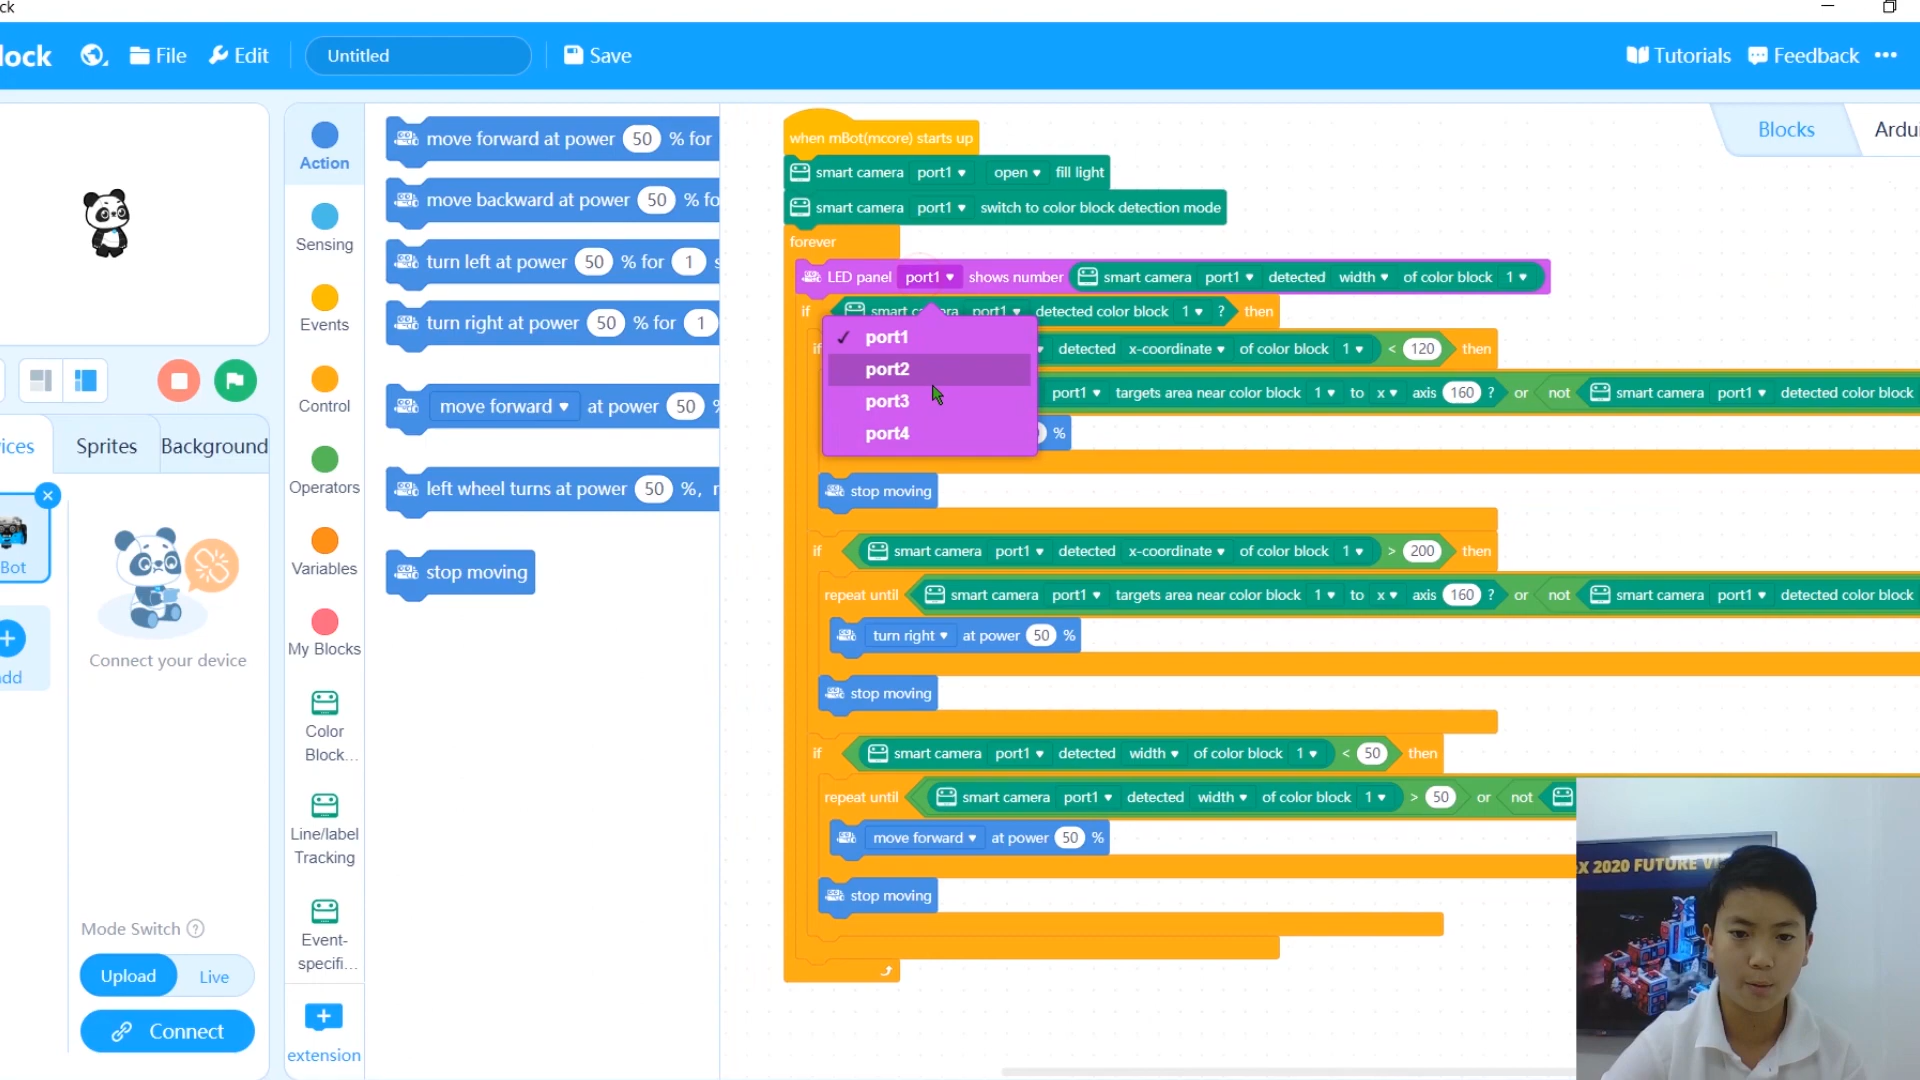 ck
lock File Edit Untitled Save Tutorials Feedback
Action
Sensing
Events
Control
Operators
Variables
My Blocks
Color
Block...
Line/label
Tracking
Event-
specifi...
extension
ices Sprites Background
Bot
add
Connect your device
Mode Switch ?
Upload Live
Connect
move forward at power 50 % for
move backward at power 50 % fo
turn left at power 50 % for 1 s
turn right at power 50 % for 1
move forward at power 50 %
left wheel turns at power 50 %, r
stop moving
Blocks Ardui
when mBot(mcore) starts up
smart camera port1 open fill light
smart camera port1 switch to color block detection mode
forever
LED panel port1 shows number smart camera port1 detected width of color block 1
if smart camera port1 detected color block 1 ? then
if detected x-coordinate of color block 1 < 120 then
port1 targets area near color block 1 to x axis 160 ? or not smart camera port1 detected color block
%
port1
port2
port3
port4
stop moving
if smart camera port1 detected x-coordinate of color block 1 > 200 then
repeat until smart camera port1 targets area near color block 1 to x axis 160 ? or not smart camera port1 detected color block
turn right at power 50 %
stop moving
if smart camera port1 detected width of color block 1 < 50 then
repeat until smart camera port1 detected width of color block 1 > 50 or not
move forward at power 50 %
stop moving
X 2020 FUTURE